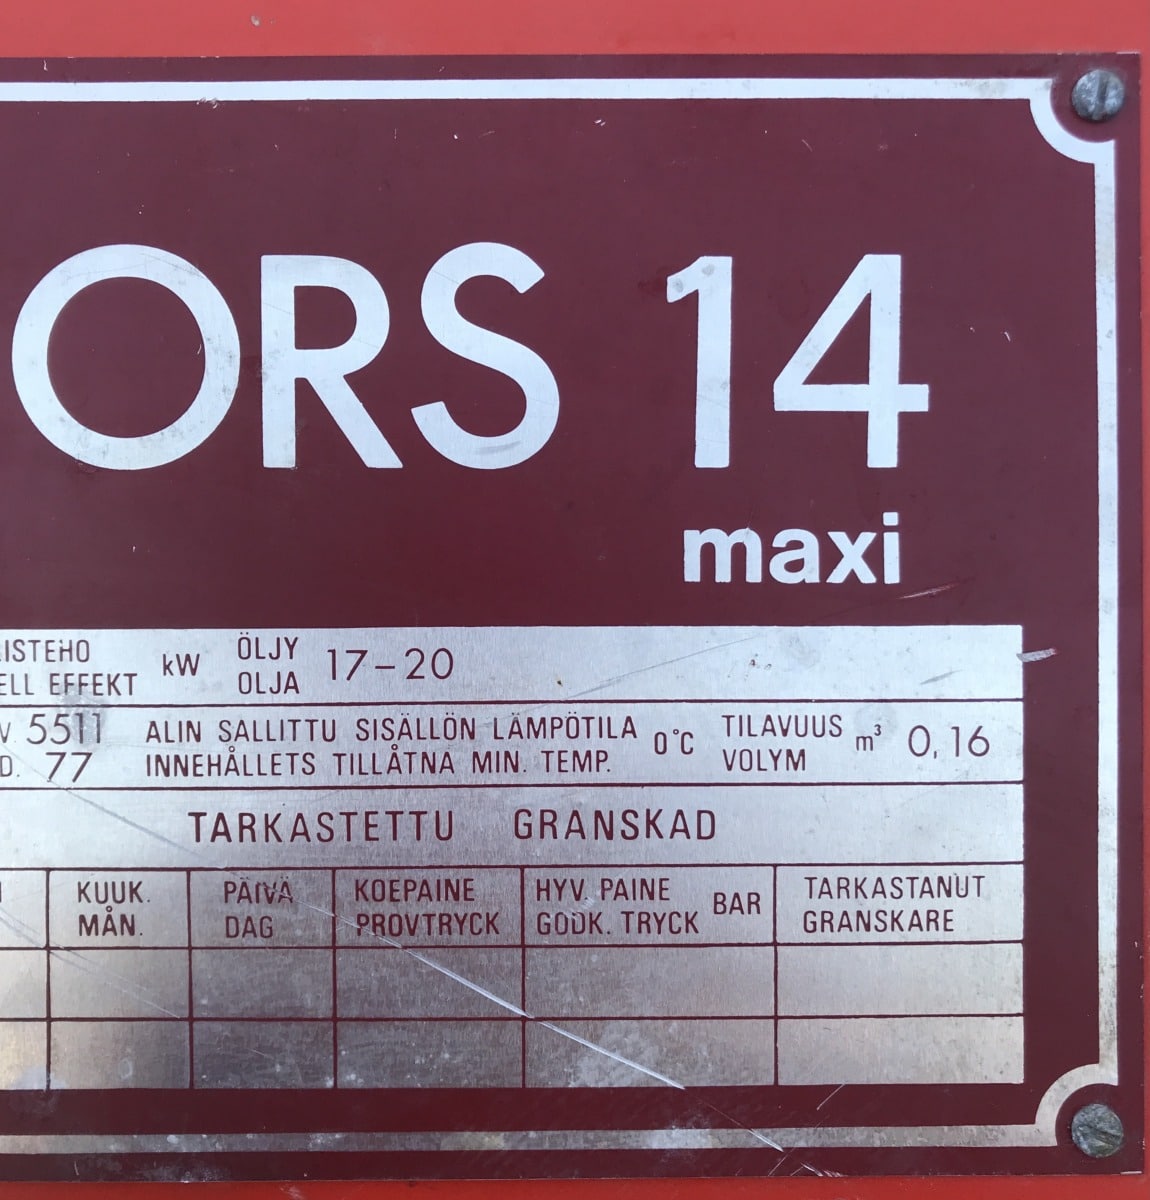 ORS 14
maxi
ISTEHO kW ÖLJY 17-20
ELL EFFEKT OLJA
V. 5511 ALIN SALLITTU SISÄLLÖN LÄMPÖTILA 0°C TILAVUUS m³ 0,16
D. 77 INNEHÅLLETS TILLÅTNA MIN. TEMP. VOLYM
TARKASTETTU GRANSKAD
KUUK. PÄIVÄ KOEPAINE HYV. PAINE BAR TARKASTANUT
MÅN. DAG PROVTRYCK GODK. TRYCK GRANSKARE